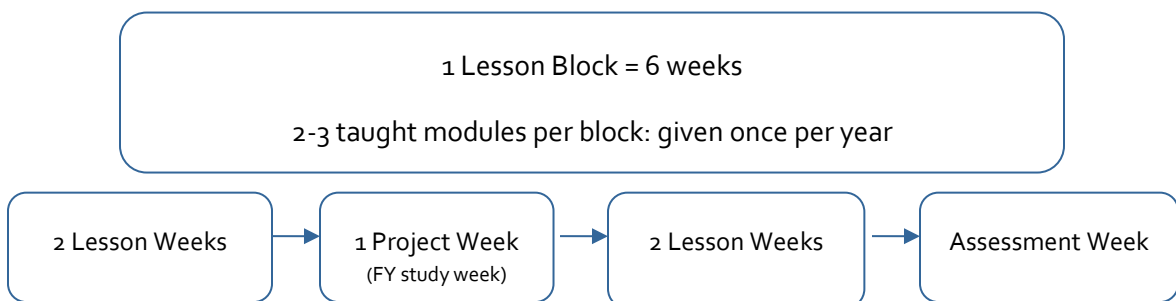 1 Lesson Block = 6 weeks
2-3 taught modules per block: given once per year
2 Lesson Weeks
1 Project Week
(FY study week)
2 Lesson Weeks
Assessment Week